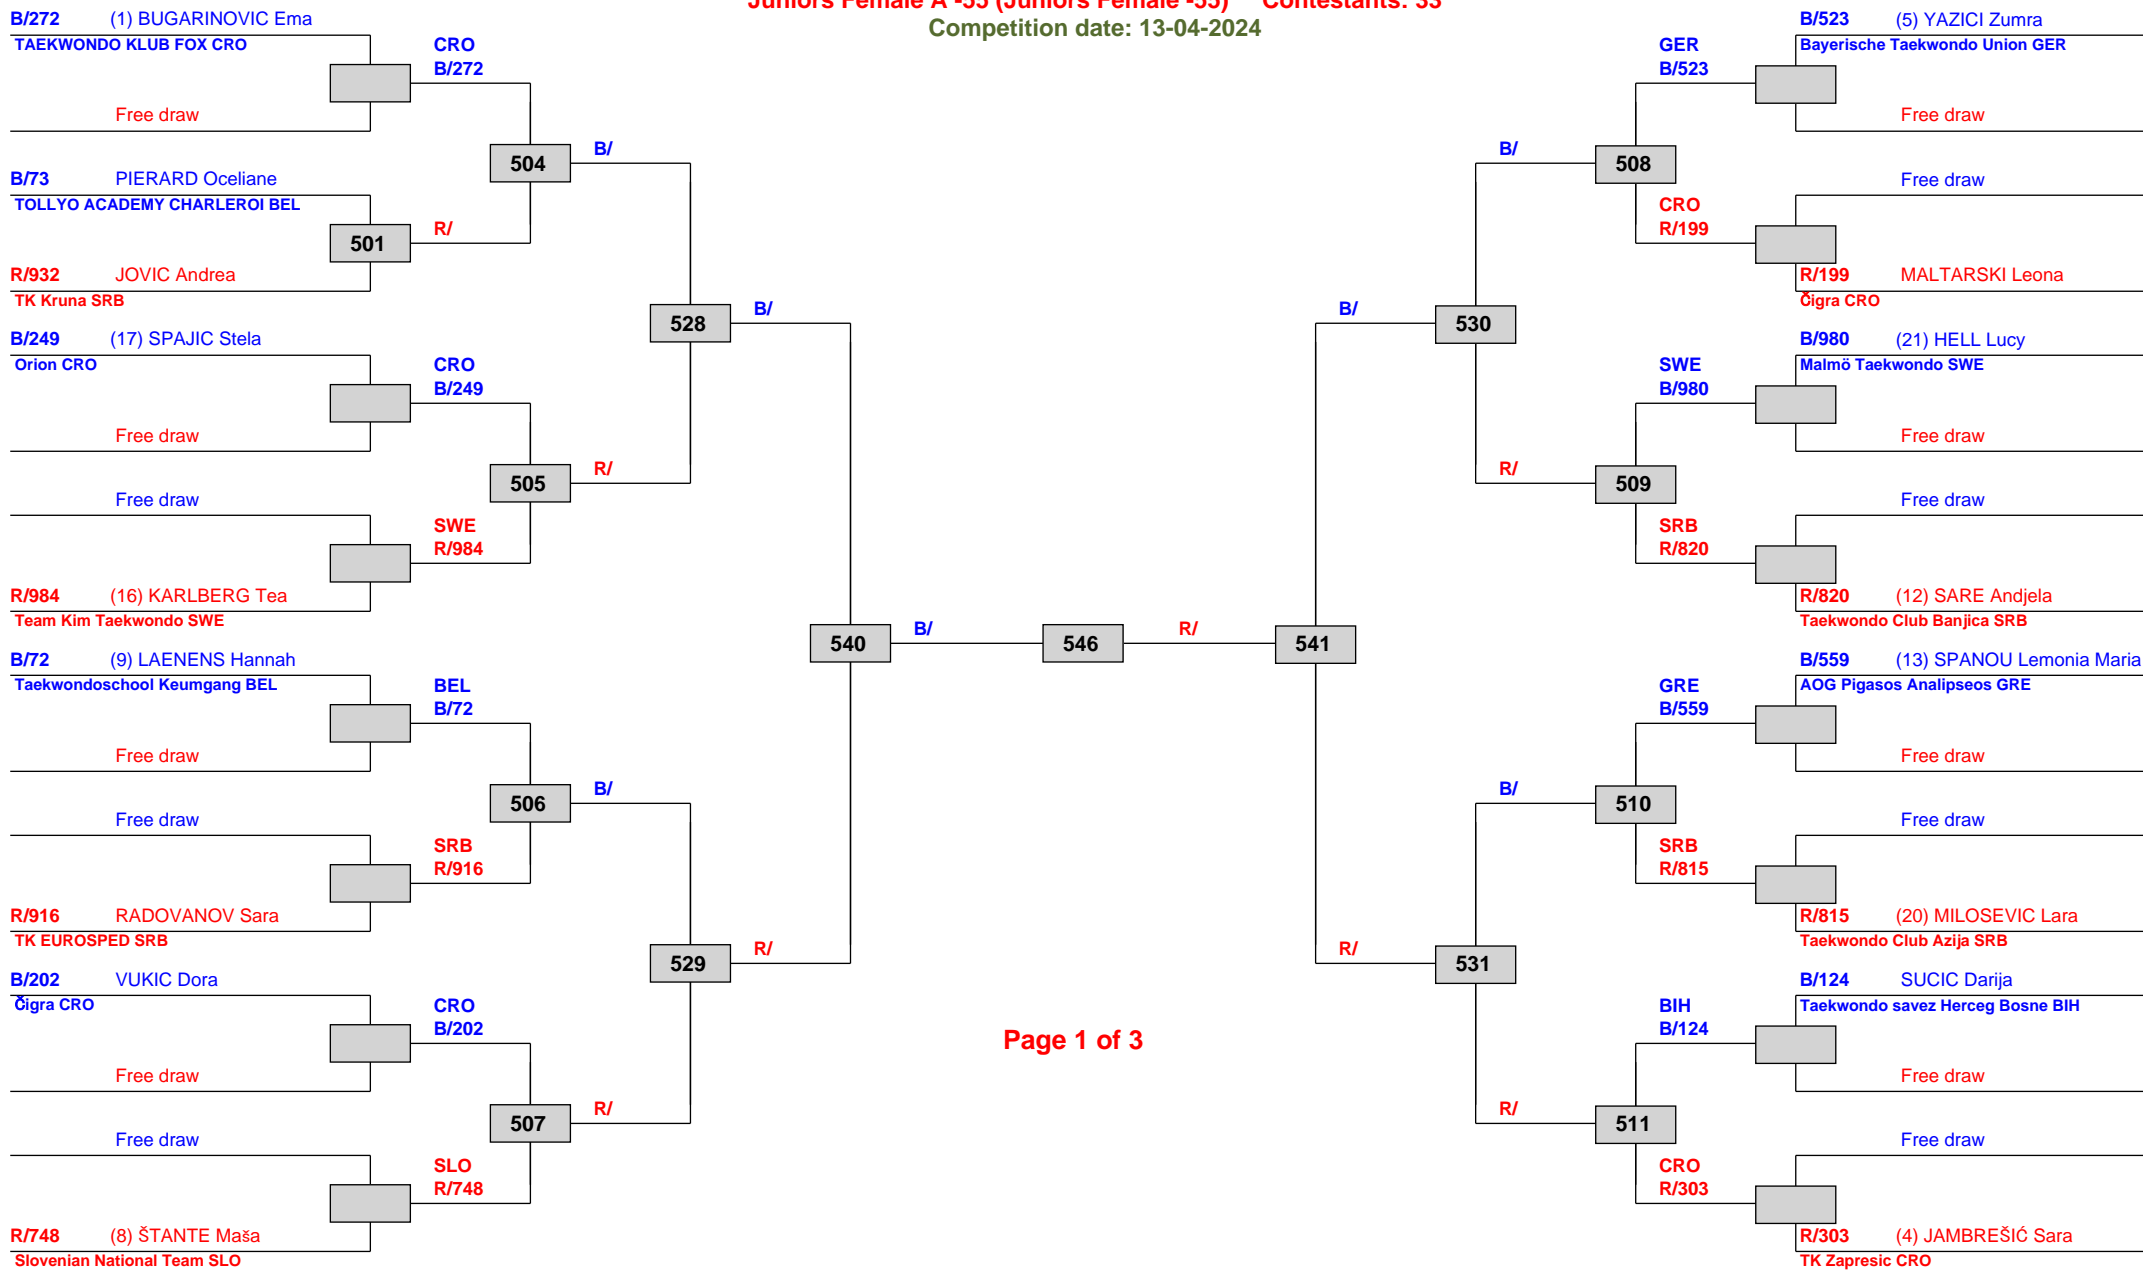 Juniors Female A -55 (Juniors Female -55) Contestants: 33
Competition date: 13-04-2024
B/272 (1) BUGARINOVIC Ema
TAEKWONDO KLUB FOX CRO
CRO
B/272
Free draw
504
B/
B/73 PIERARD Oceliane
TOLLYO ACADEMY CHARLEROI BEL
501
R/
R/932 JOVIC Andrea
TK Kruna SRB
528
B/
B/249 (17) SPAJIC Stela
Orion CRO
CRO
B/249
Free draw
505
R/
Free draw
SWE
R/984
R/984 (16) KARLBERG Tea
Team Kim Taekwondo SWE
540
B/
B/72 (9) LAENENS Hannah
Taekwondoschool Keumgang BEL
BEL
B/72
Free draw
506
B/
Free draw
SRB
R/916
R/916 RADOVANOV Sara
TK EUROSPED SRB
529
R/
B/202 VUKIC Dora
Čigra CRO
CRO
B/202
Free draw
507
R/
Free draw
SLO
R/748
R/748 (8) ŠTANTE Maša
Slovenian National Team SLO
546
R/
541
Page 1 of 3
B/523 (5) YAZICI Zumra
Bayerische Taekwondo Union GER
GER
B/523
Free draw
B/
508
Free draw
CRO
R/199
R/199 MALTARSKI Leona
Čigra CRO
B/
530
B/980 (21) HELL Lucy
Malmö Taekwondo SWE
SWE
B/980
Free draw
R/
509
Free draw
SRB
R/820
R/820 (12) SARE Andjela
Taekwondo Club Banjica SRB
B/559 (13) SPANOU Lemonia Maria
AOG Pigasos Analipseos GRE
GRE
B/559
Free draw
B/
510
Free draw
SRB
R/815
R/815 (20) MILOSEVIC Lara
Taekwondo Club Azija SRB
R/
531
B/124 SUCIC Darija
Taekwondo savez Herceg Bosne BIH
BIH
B/124
Free draw
R/
511
Free draw
CRO
R/303
R/303 (4) JAMBREŠIĆ Sara
TK Zapresic CRO